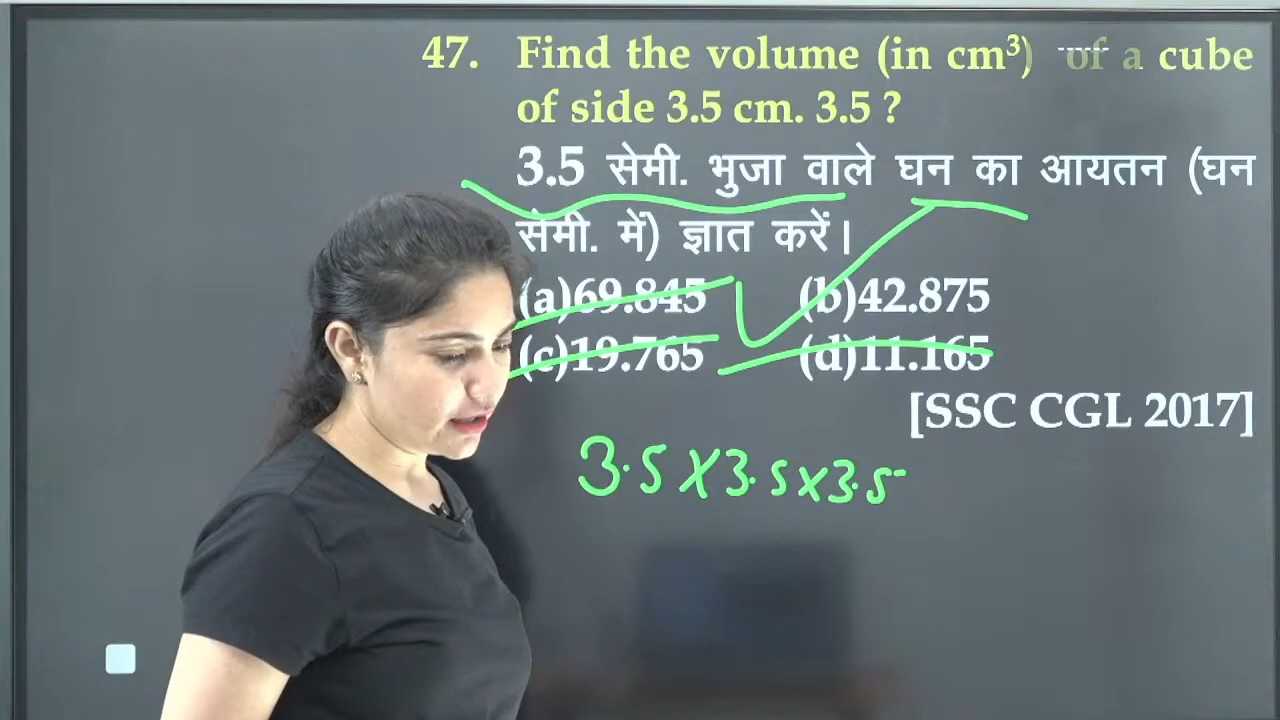 47. Find the volume (in cm³) of a cube
of side 3.5 cm. 3.5 ?
3.5 सेमी. भुजा वाले घन का आयतन (घन
सेमी. में) ज्ञात करें।
(a)69.845 (b)42.875
(c)19.765 (d)11.165
[SSC CGL 2017]
3.5 X 3.5 x 3.5